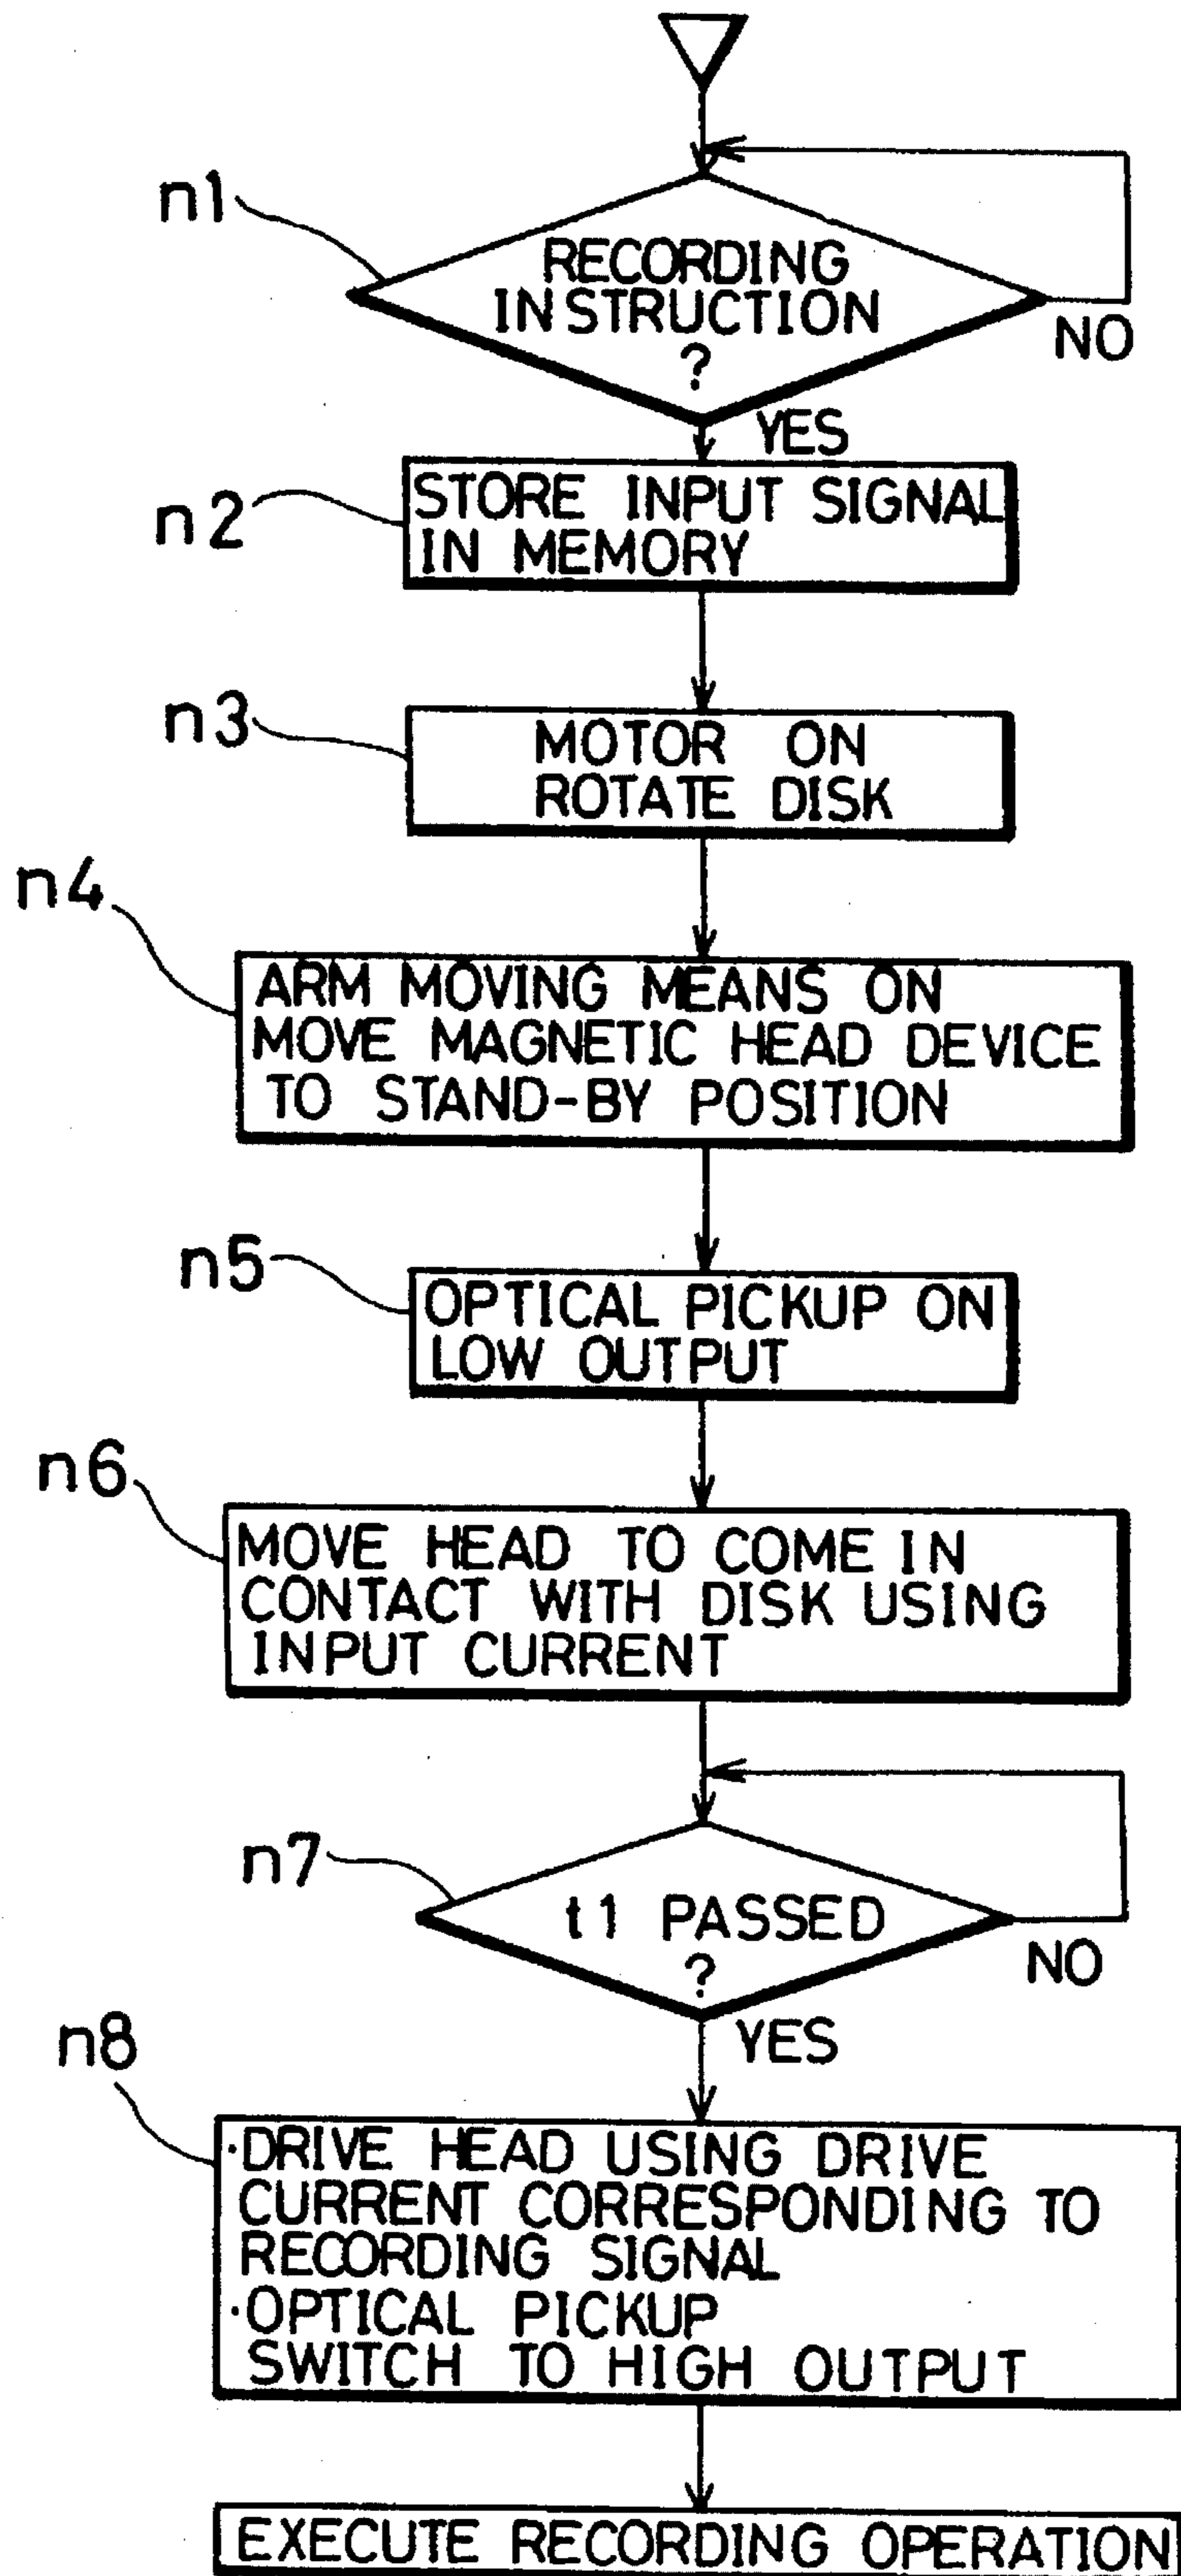 n1
RECORDING
INSTRUCTION
?
NO
YES
n2
STORE INPUT SIGNAL
IN MEMORY
n3
MOTOR ON
ROTATE DISK
n4
ARM MOVING MEANS ON
MOVE MAGNETIC HEAD DEVICE
TO STAND-BY POSITION
n5
OPTICAL PICKUP ON
LOW OUTPUT
n6
MOVE HEAD TO COME IN
CONTACT WITH DISK USING
INPUT CURRENT
n7
t1 PASSED
?
NO
YES
n8
·DRIVE HEAD USING DRIVE
CURRENT CORRESPONDING TO
RECORDING SIGNAL
·OPTICAL PICKUP
SWITCH TO HIGH OUTPUT
EXECUTE RECORDING OPERATION